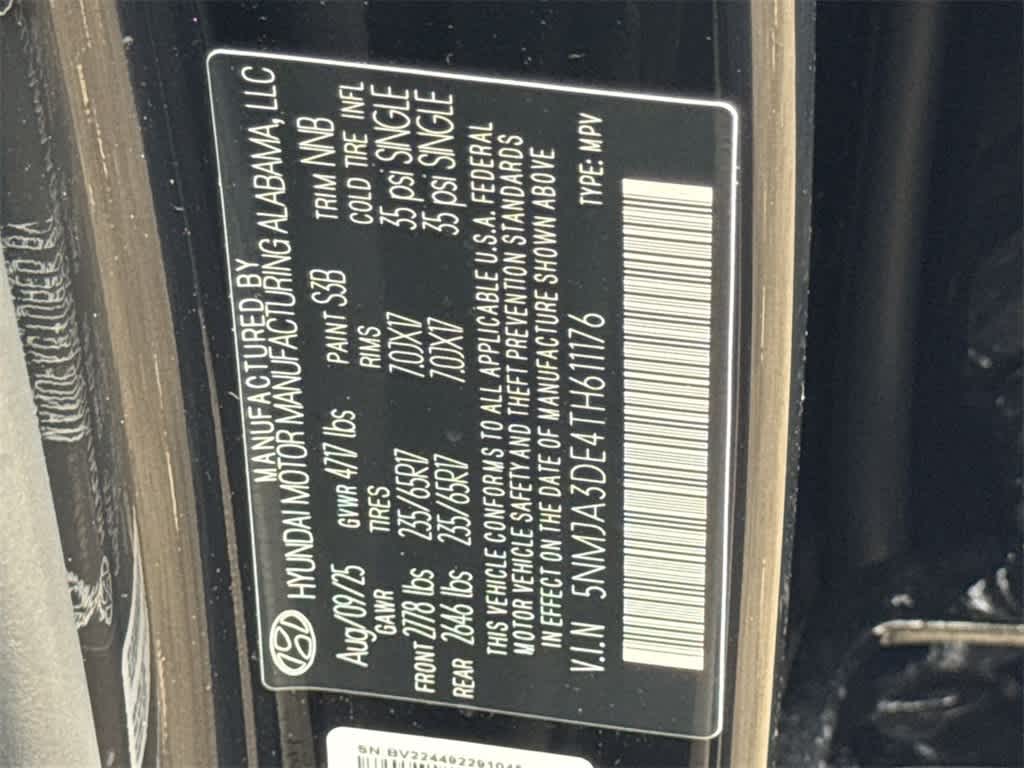 MANUFACTURED BY
HYUNDAI MOTOR MANUFACTURING ALABAMA, LLC
Aug/09/25 GVWR 4717 lbs PAINT S3B TRIM NNB
GAWR TIRES RIMS COLD TIRE INFL
FRONT 2778 lbs 235/65R17 7.0JX17 35 psi SINGLE
REAR 2646 lbs 235/65R17 7.0JX17 35 psi SINGLE
THIS VEHICLE CONFORMS TO ALL APPLICABLE U.S.A. FEDERAL
MOTOR VEHICLE SAFETY AND THEFT PREVENTION STANDARDS
IN EFFECT ON THE DATE OF MANUFACTURE SHOWN ABOVE
V.I.N 5NMJA3DE4TH611176 TYPE: MPV
SN BV224492291045